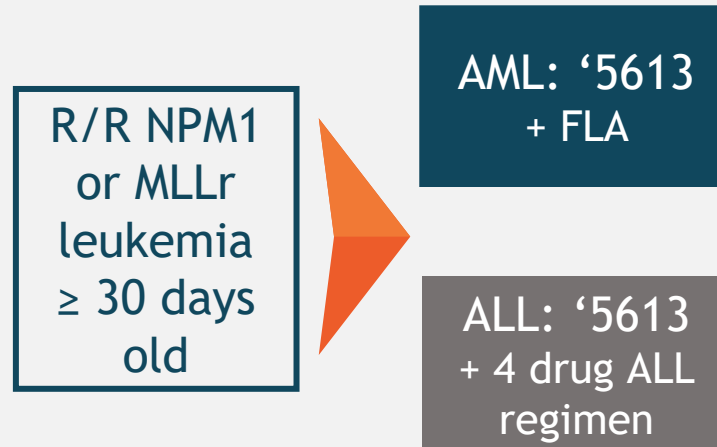 R/R NPM1
or MLLr
leukemia
≥ 30 days
old
AML: ‘5613
+ FLA
ALL: ‘5613
+ 4 drug ALL
regimen